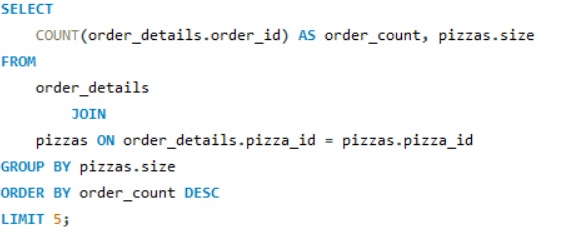 SELECT
COUNT(order_details.order_id) AS order_count, pizzas.size
FROM
order_details
JOIN
pizzas ON order_details.pizza_id = pizzas.pizza_id
GROUP BY pizzas.size
ORDER BY order_count DESC
LIMIT 5;